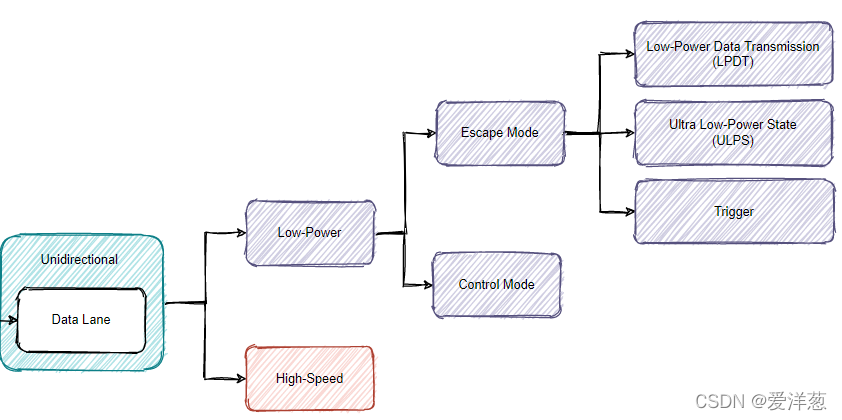 Low-Power Data Transmission
(LPDT)
Escape Mode
Ultra Low-Power State
(ULPS)
Trigger
Low-Power
Unidirectional
Data Lane
Control Mode
High-Speed
CSDN @爱洋葱